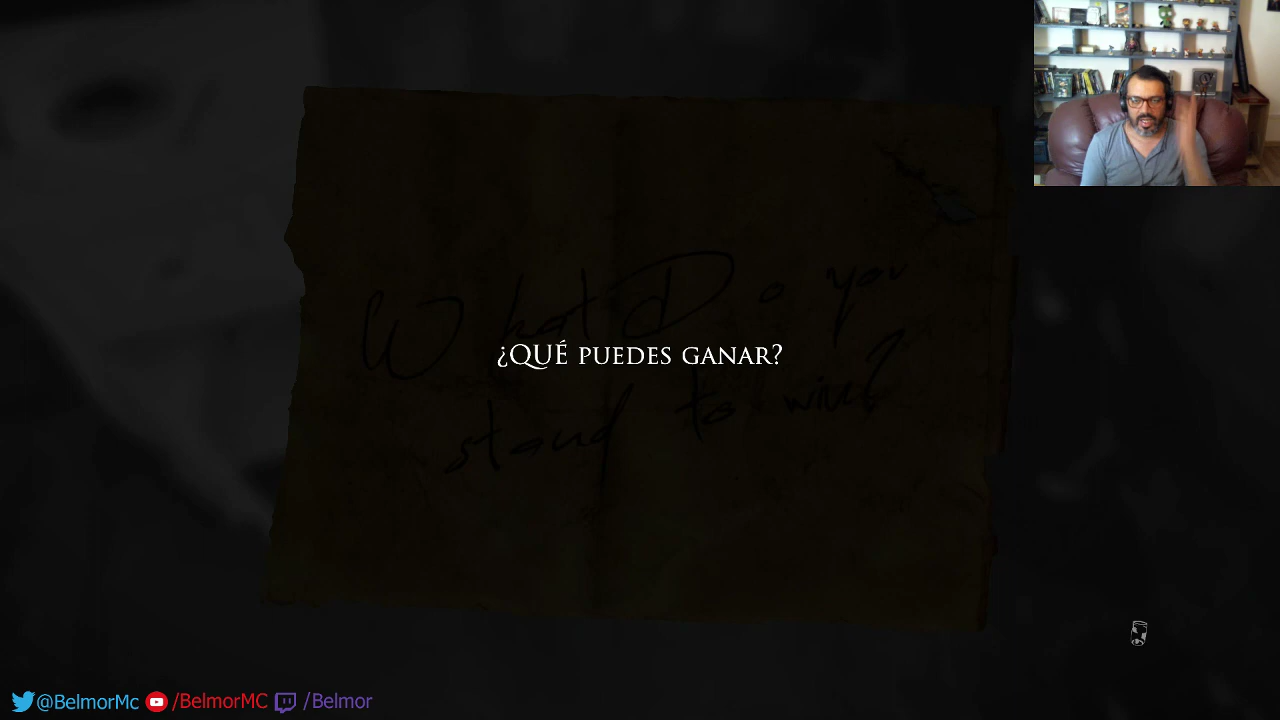 What Do you
stand to win?
¿QUÉ PUEDES GANAR?
@BelmorMc /BelmorMC /Belmor